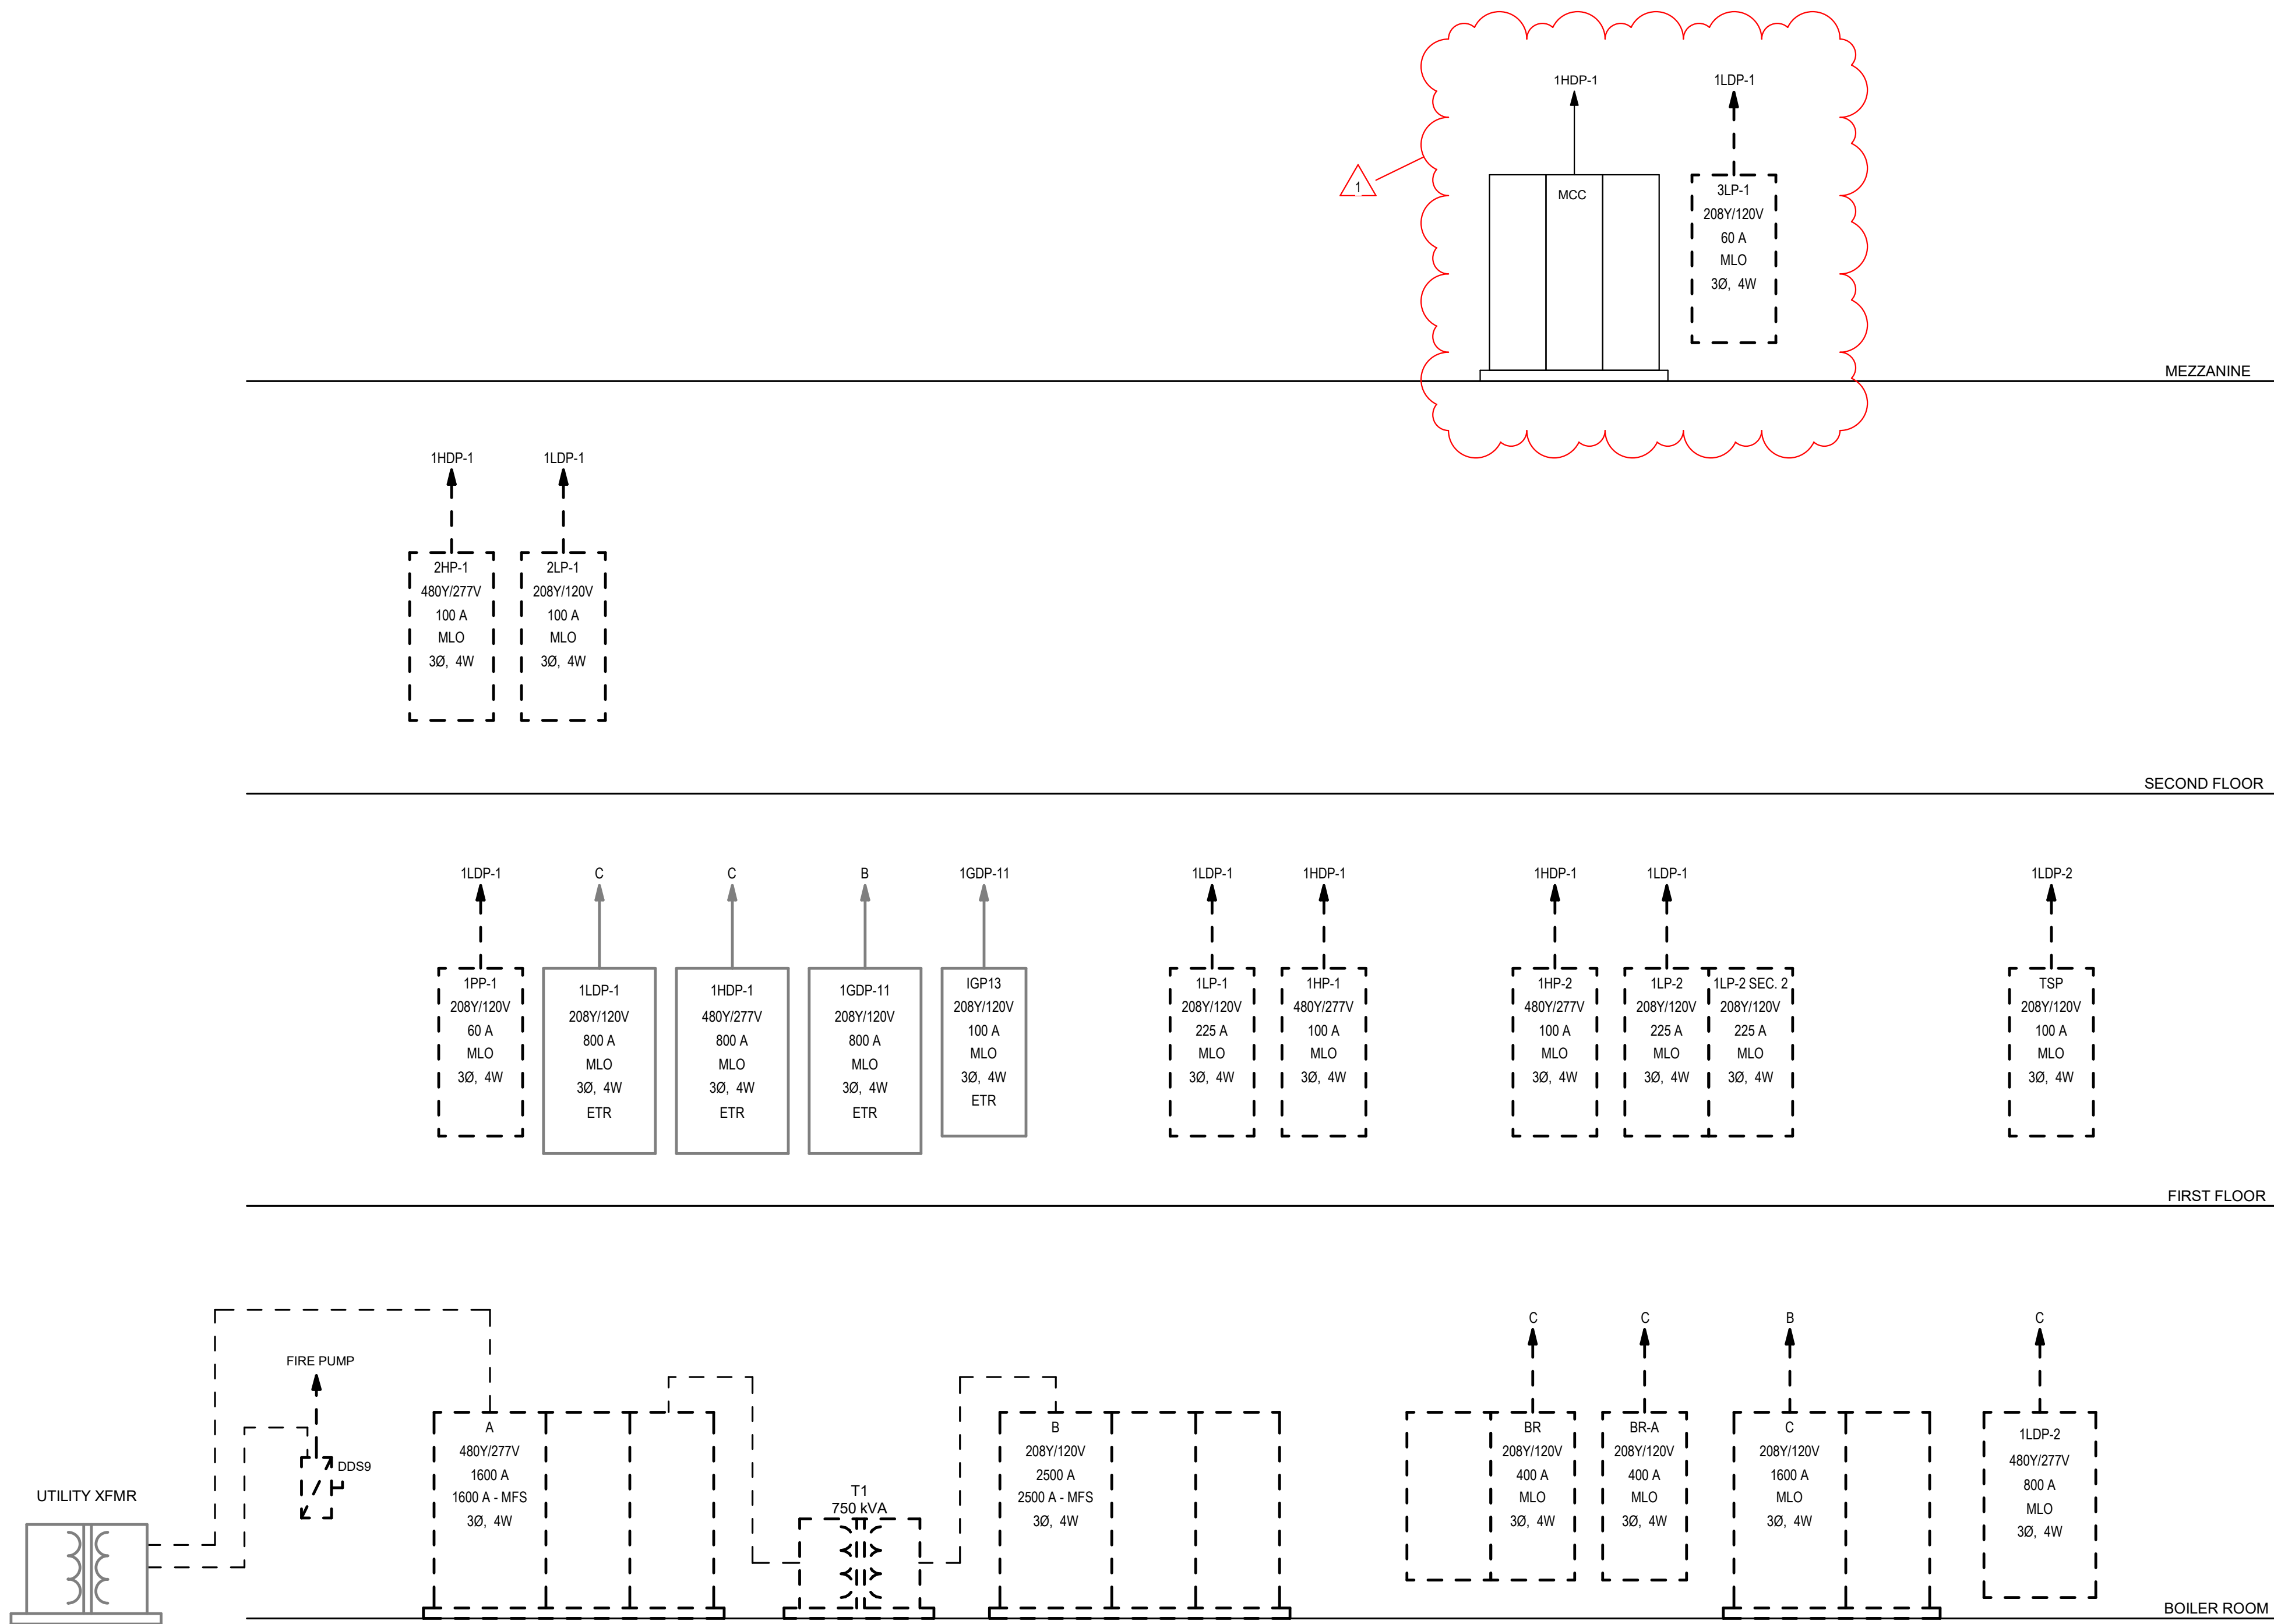 1HDP-1
1LDP-1
1
MCC
3LP-1
208Y/120V
60 A
MLO
3Ø, 4W
MEZZANINE
1HDP-1
2HP-1
480Y/277V
100 A
MLO
3Ø, 4W
1LDP-1
2LP-1
208Y/120V
100 A
MLO
3Ø, 4W
SECOND FLOOR
1LDP-1
1PP-1
208Y/120V
60 A
MLO
3Ø, 4W
C
1LDP-1
208Y/120V
800 A
MLO
3Ø, 4W
ETR
C
1HDP-1
480Y/277V
800 A
MLO
3Ø, 4W
ETR
B
1GDP-11
208Y/120V
800 A
MLO
3Ø, 4W
ETR
1GDP-11
IGP13
208Y/120V
100 A
MLO
3Ø, 4W
ETR
1LDP-1
1LP-1
208Y/120V
225 A
MLO
3Ø, 4W
1HDP-1
1HP-1
480Y/277V
100 A
MLO
3Ø, 4W
1HDP-1
1HP-2
480Y/277V
100 A
MLO
3Ø, 4W
1LDP-1
1LP-2
208Y/120V
225 A
MLO
3Ø, 4W
1LP-2 SEC. 2
208Y/120V
225 A
MLO
3Ø, 4W
1LDP-2
TSP
208Y/120V
100 A
MLO
3Ø, 4W
FIRST FLOOR
UTILITY XFMR
FIRE PUMP
DDS9
A
480Y/277V
1600 A
1600 A - MFS
3Ø, 4W
T1
750 kVA
B
208Y/120V
2500 A
2500 A - MFS
3Ø, 4W
C
BR
208Y/120V
400 A
MLO
3Ø, 4W
C
BR-A
208Y/120V
400 A
MLO
3Ø, 4W
B
C
208Y/120V
1600 A
MLO
3Ø, 4W
C
1LDP-2
480Y/277V
800 A
MLO
3Ø, 4W
BOILER ROOM